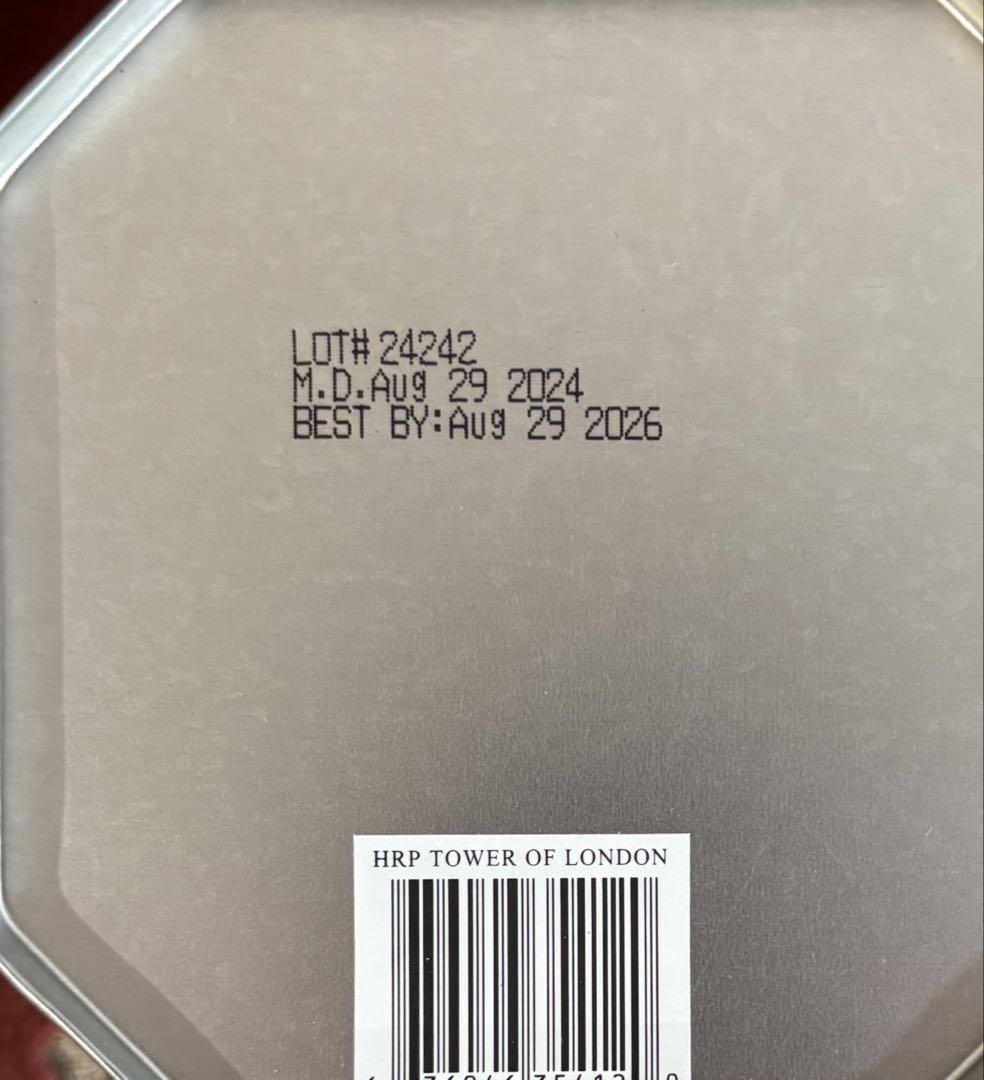 LOT# 24242
M.D.Aug 29 2024
BEST BY:Aug 29 2026
HRP TOWER OF LONDON